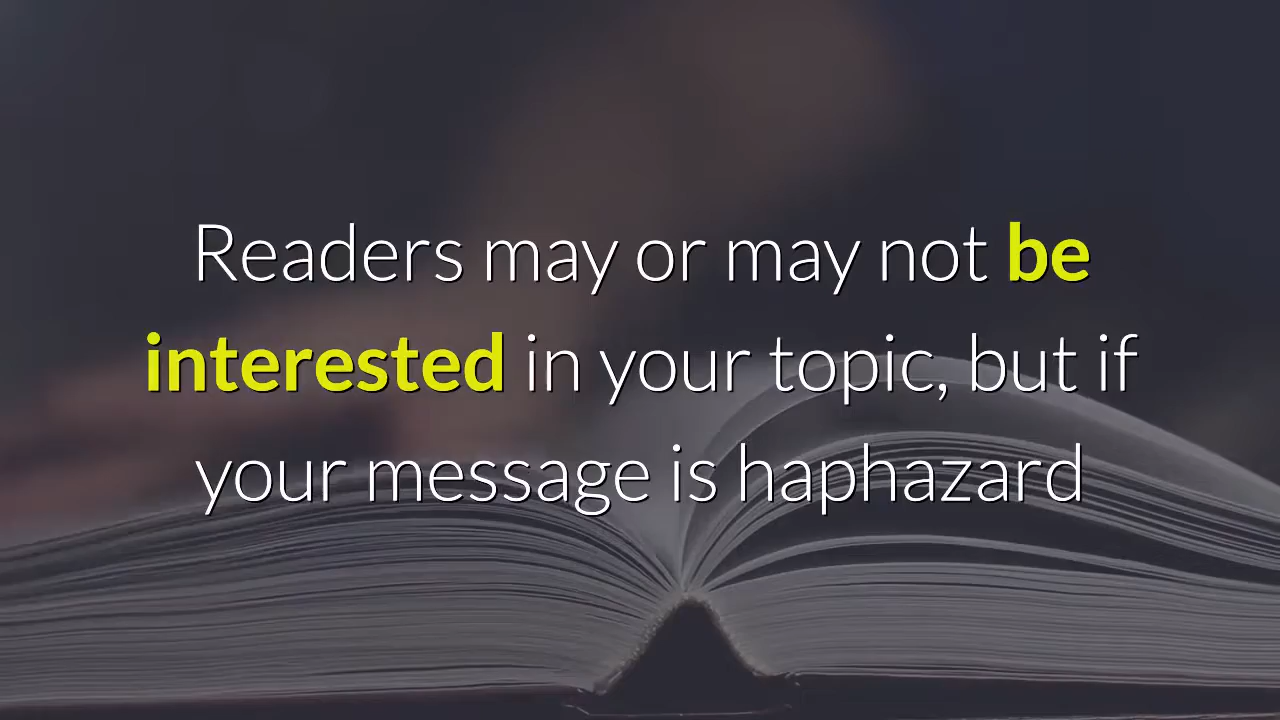 Readers may or may not be
interested in your topic, but if
your message is haphazard